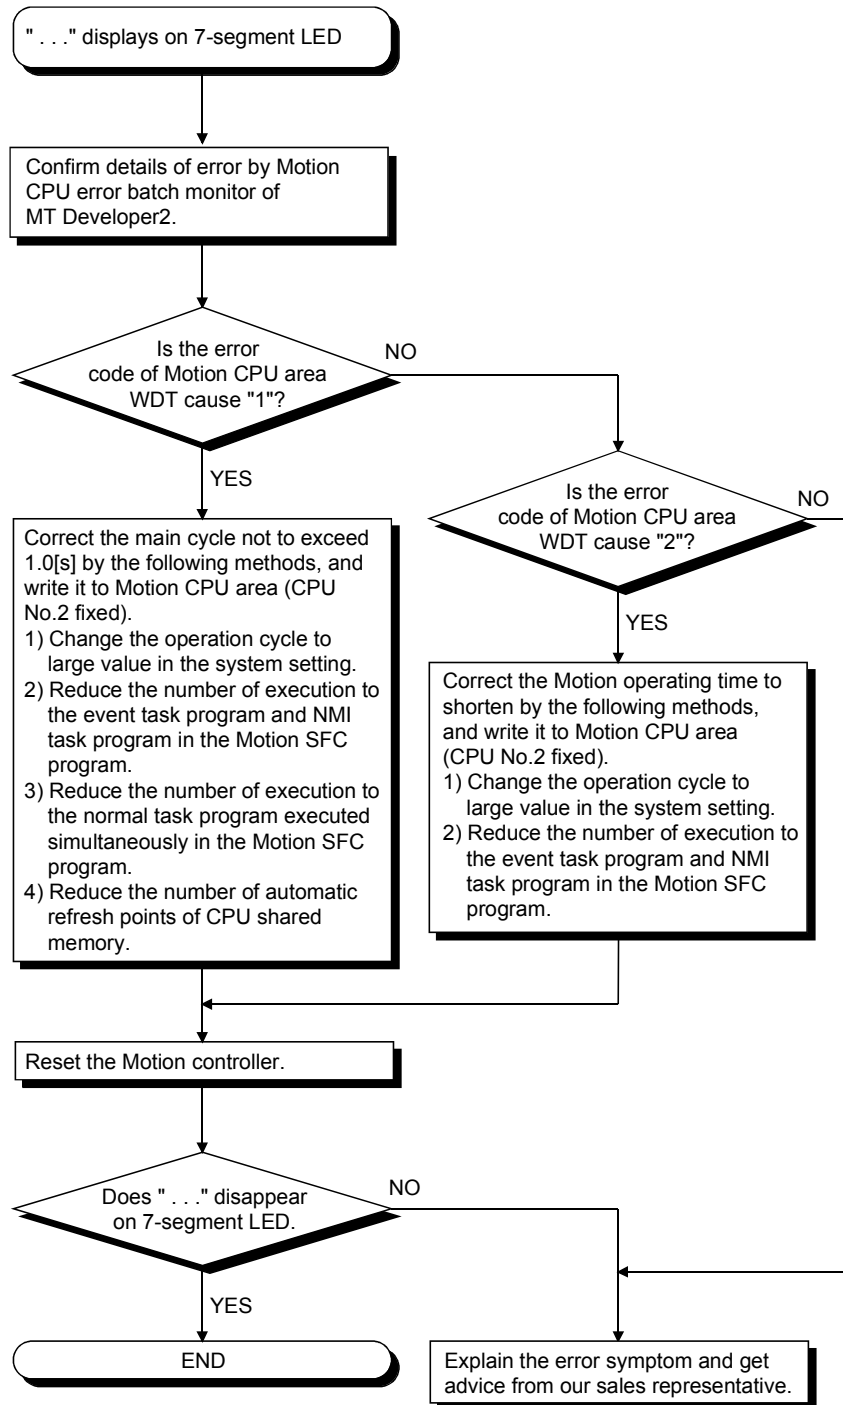 " . . ." displays on 7-segment LED
Confirm details of error by Motion
CPU error batch monitor of
MT Developer2.
Is the error
code of Motion CPU area
WDT cause "1"?
NO
YES
Is the error
code of Motion CPU area
WDT cause "2"?
NO
YES
Correct the main cycle not to exceed
1.0[s] by the following methods, and
write it to Motion CPU area (CPU
No.2 fixed).
1) Change the operation cycle to
large value in the system setting.
2) Reduce the number of execution to
the event task program and NMI
task program in the Motion SFC
program.
3) Reduce the number of execution to
the normal task program executed
simultaneously in the Motion SFC
program.
4) Reduce the number of automatic
refresh points of CPU shared
memory.
Correct the Motion operating time to
shorten by the following methods,
and write it to Motion CPU area
(CPU No.2 fixed).
1) Change the operation cycle to
large value in the system setting.
2) Reduce the number of execution to
the event task program and NMI
task program in the Motion SFC
program.
Reset the Motion controller.
Does " . . ." disappear
on 7-segment LED.
NO
YES
END
Explain the error symptom and get
advice from our sales representative.